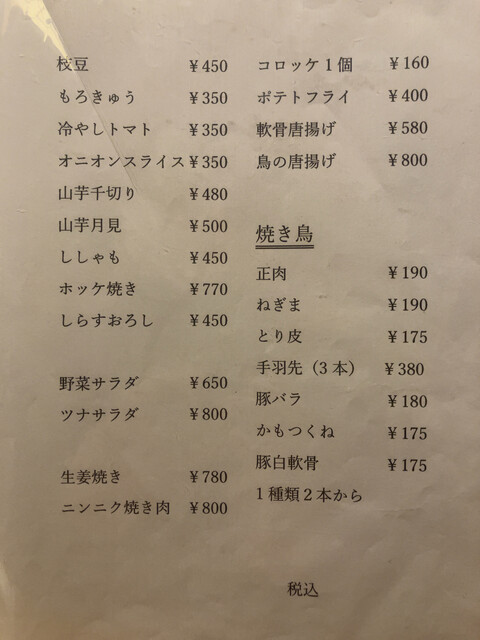 枝豆 ￥450
もろきゅう ￥350
冷やしトマト ￥350
オニオンスライス ￥350
山芋千切り ￥480
山芋月見 ￥500
ししゃも ￥450
ホッケ焼き ￥770
しらすおろし ￥450
野菜サラダ ￥650
ツナサラダ ￥800
生姜焼き ￥780
ニンニク焼き肉 ￥800
コロッケ１個 ￥160
ポテトフライ ￥400
軟骨唐揚げ ￥580
鳥の唐揚げ ￥800
焼き鳥
正肉 ￥190
ねぎま ￥190
とり皮 ￥175
手羽先（３本） ￥380
豚バラ ￥180
かもつくね ￥175
豚白軟骨 ￥175
１種類２本から
税込